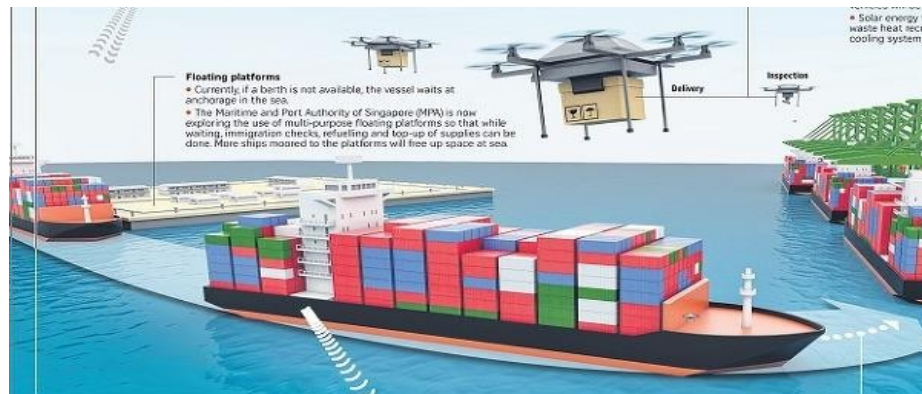 • Solar energy
waste heat rec
cooling system
Floating platforms
• Currently, if a berth is not available, the vessel waits at
anchorage in the sea.
• The Maritime and Port Authority of Singapore (MPA) is now
exploring the use of multi-purpose floating platforms so that while
waiting, immigration checks, refuelling and top-up of supplies can be
done. More ships moored to the platforms will free up space at sea.
Delivery
Inspection